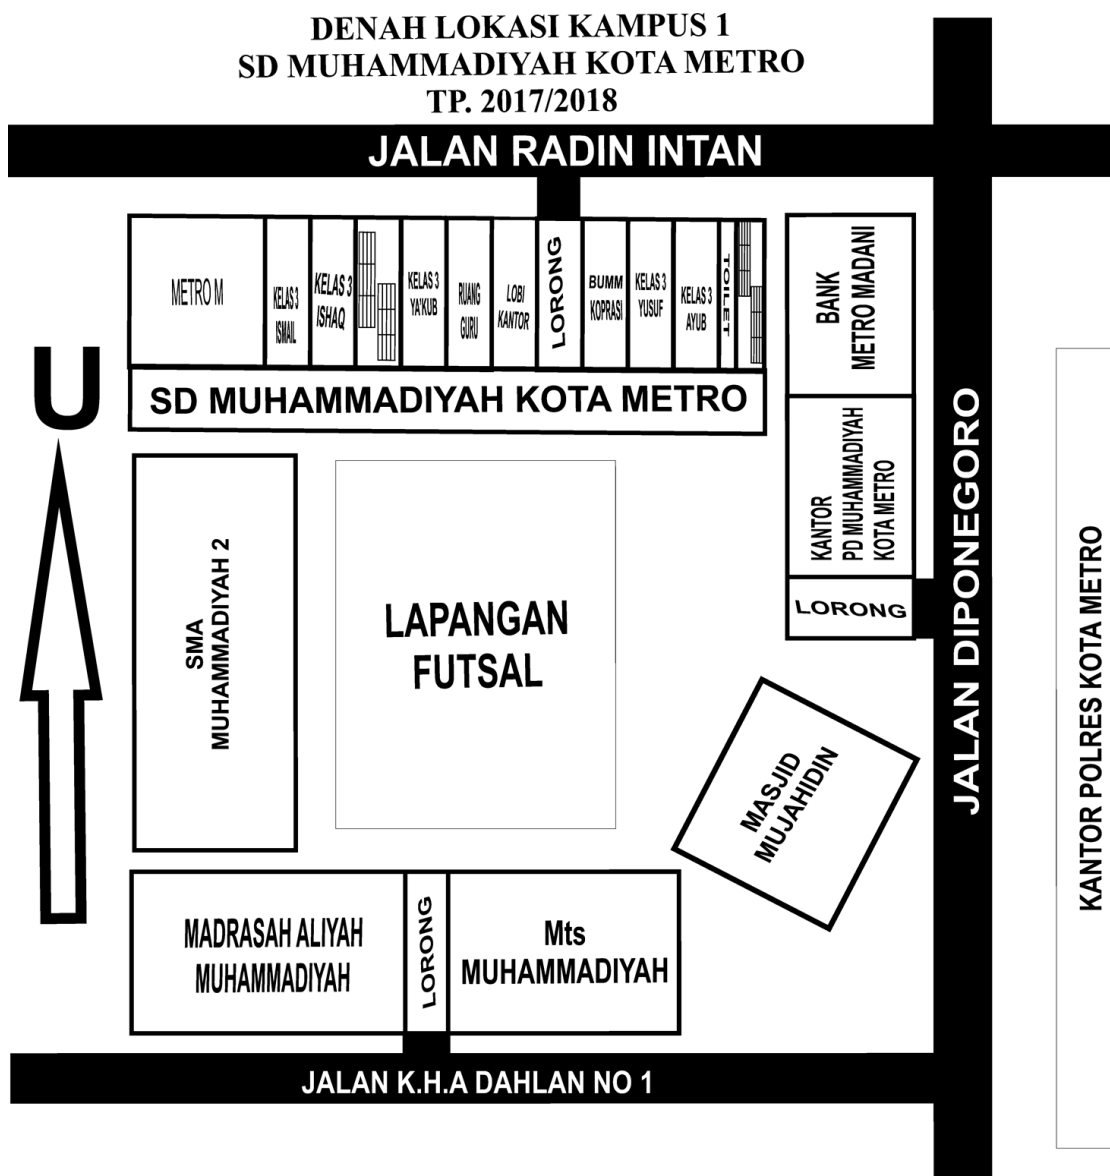 DENAH LOKASI KAMPUS 1
SD MUHAMMADIYAH KOTA METRO
TP. 2017/2018
JALAN RADIN INTAN
METRO M
KELAS 3
ISMAIL
KELAS 3
ISHAQ
KELAS 3
YA'KUB
RUANG
GURU
LOBI
KANTOR
LORONG
BUMM
KOPRASI
KELAS 3
YUSUF
KELAS 3
AYUB
TOILET
BANK
METRO MADANI
SD MUHAMMADIYAH KOTA METRO
U
KANTOR
PD MUHAMMADIYAH
KOTA METRO
LORONG
JALAN DIPONEGORO
KANTOR POLRES KOTA METRO
SMA
MUHAMMADIYAH 2
LAPANGAN
FUTSAL
MASJID
MUJAHIDIN
MADRASAH ALIYAH
MUHAMMADIYAH
LORONG
Mts
MUHAMMADIYAH
JALAN K.H.A DAHLAN NO 1